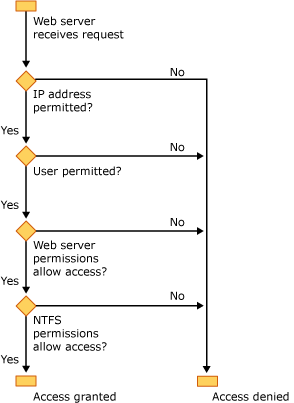 Web server
receives request
No
IP address
permitted?
Yes
No
User permitted?
Yes
No
Web server
permissions
allow access?
Yes
No
NTFS
permissions
allow access?
Yes
Access granted
Access denied